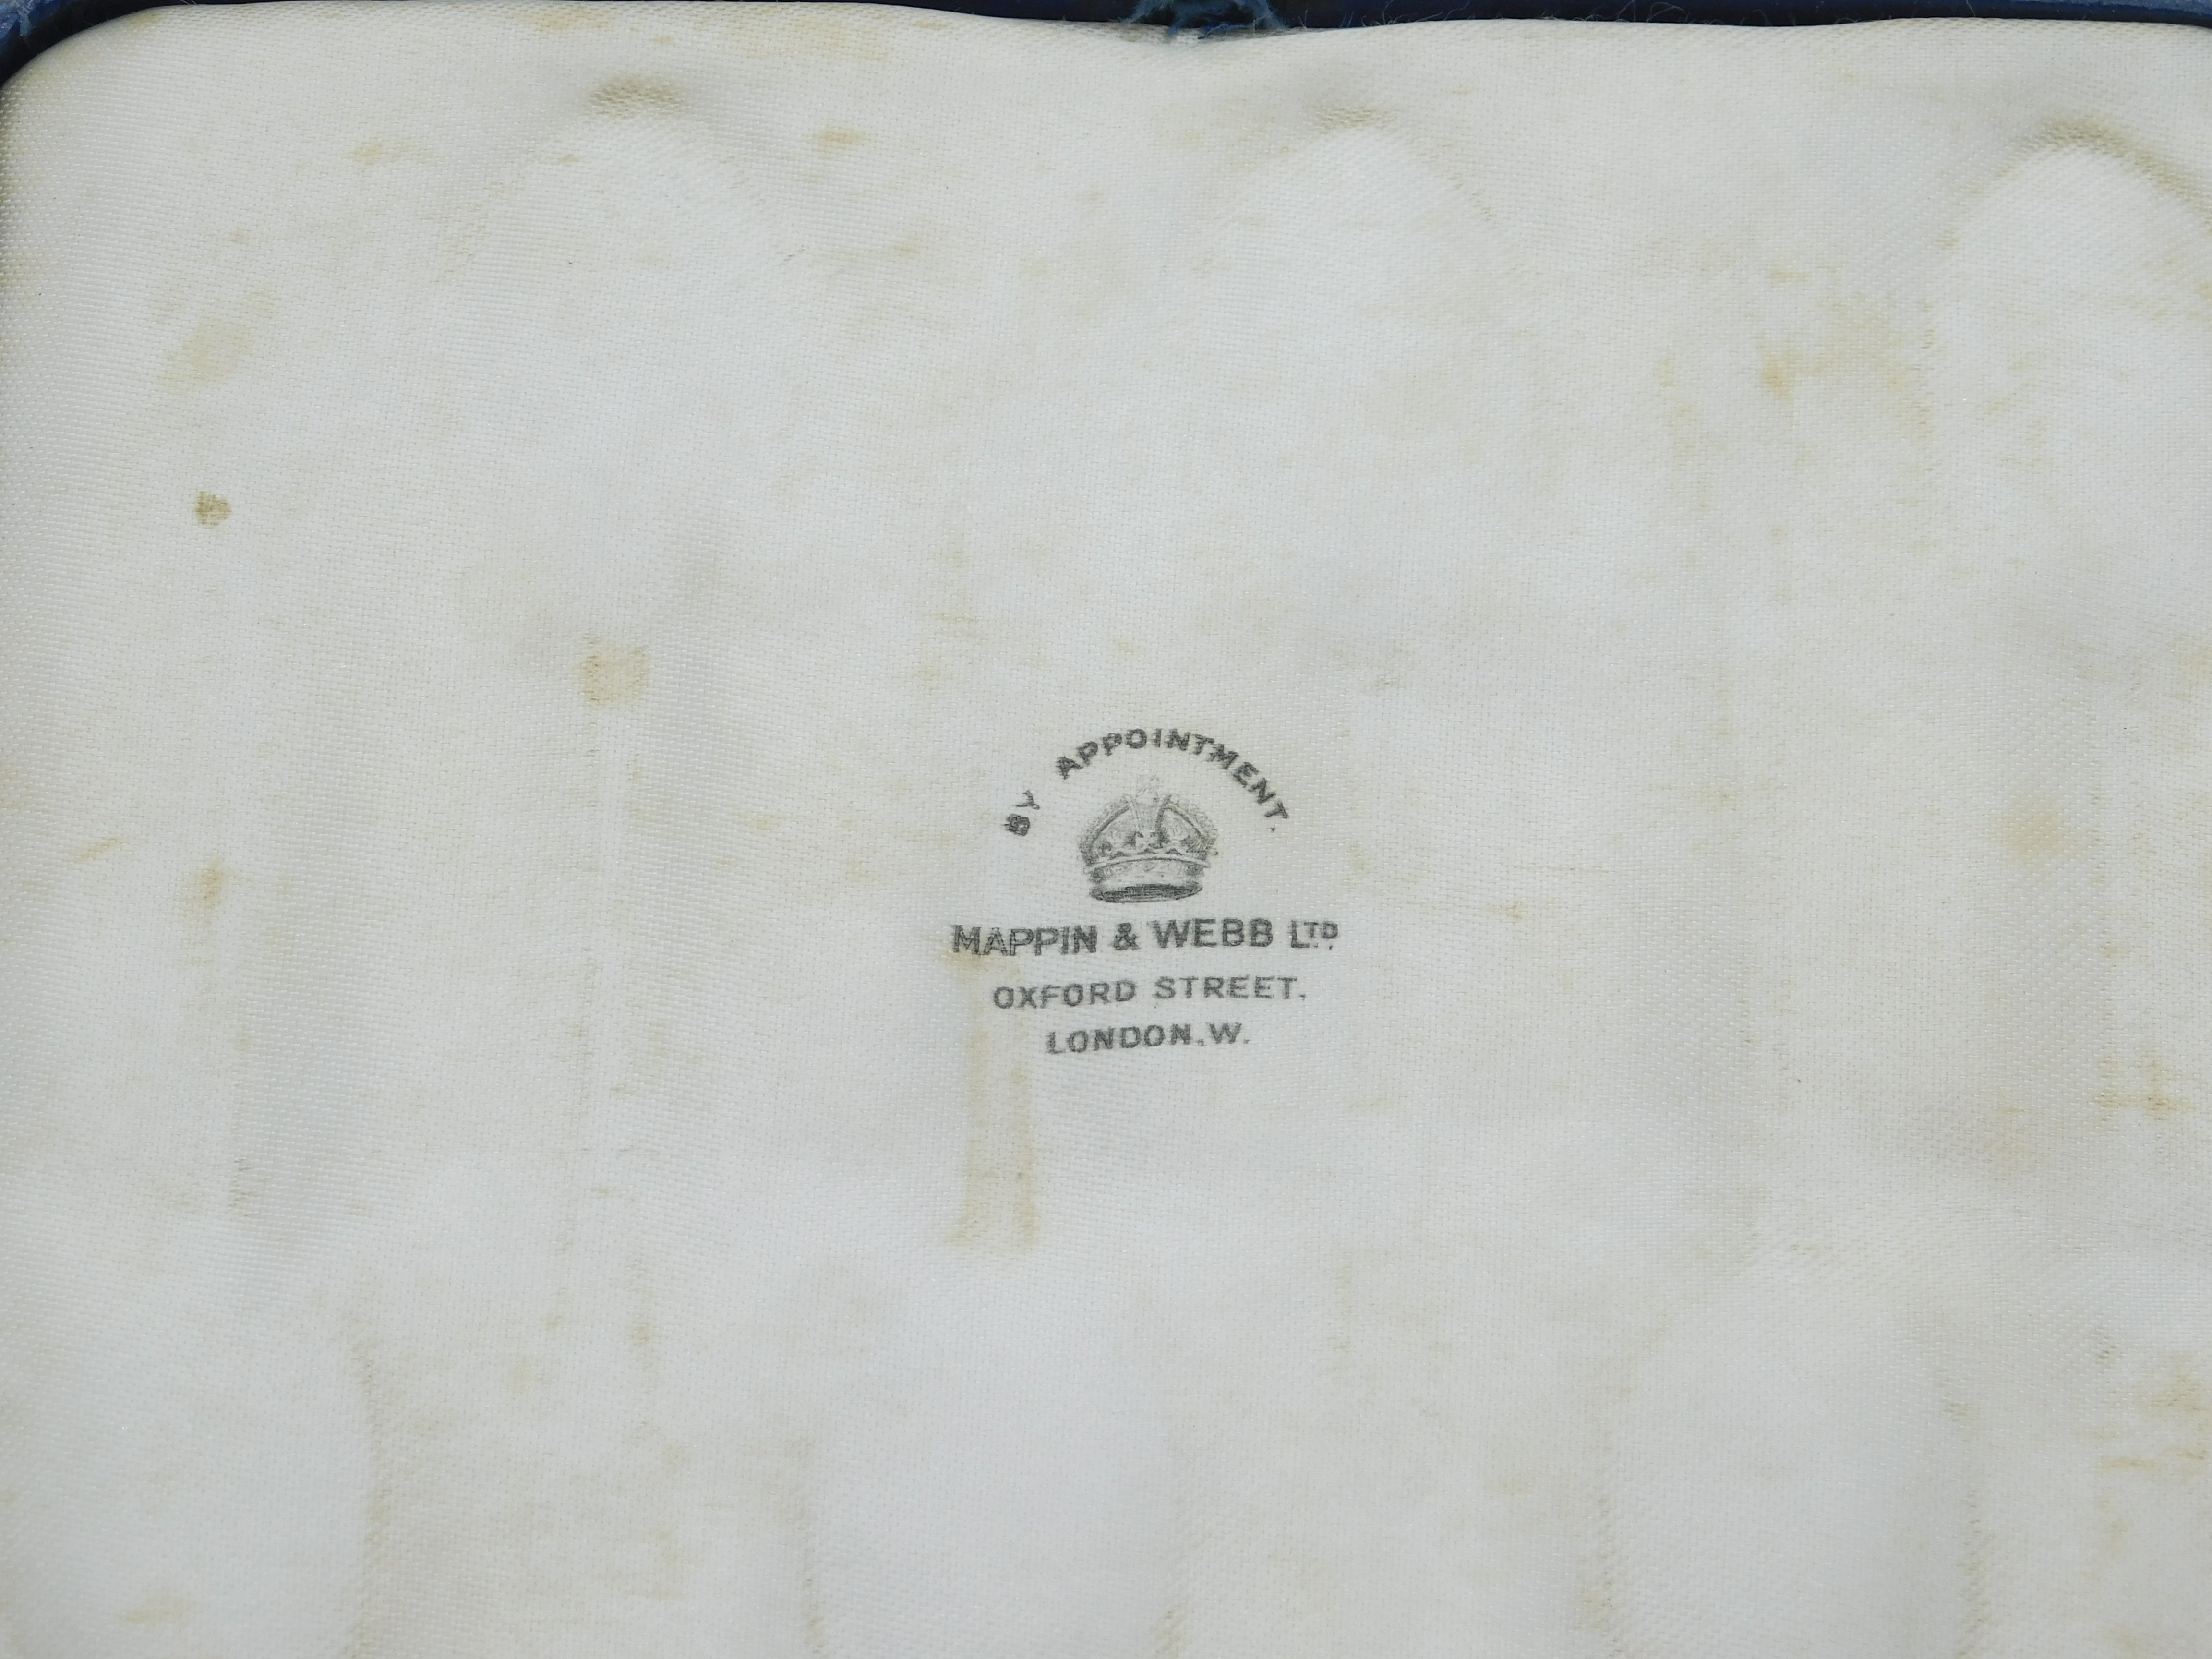 BY APPOINTMENT.
MAPPIN & WEBB LTD.
OXFORD STREET.
LONDON. W.